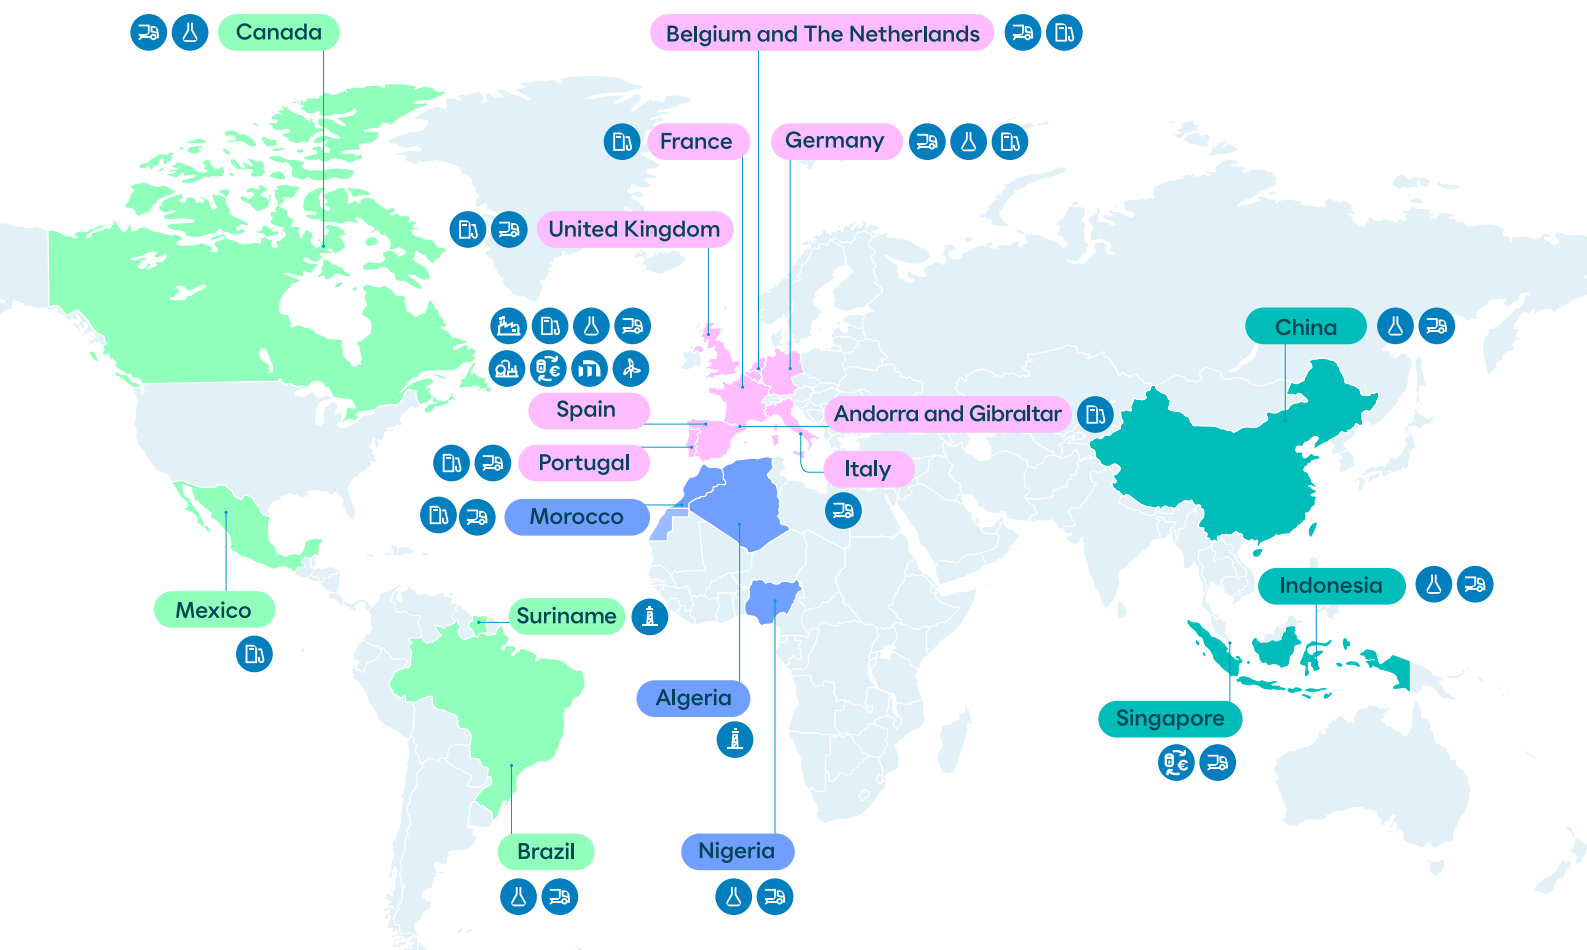 Canada
Belgium and The Netherlands
France
Germany
United Kingdom
China
Spain
Andorra and Gibraltar
Portugal
Italy
Morocco
Indonesia
Mexico
Suriname
Algeria
Singapore
Brazil
Nigeria